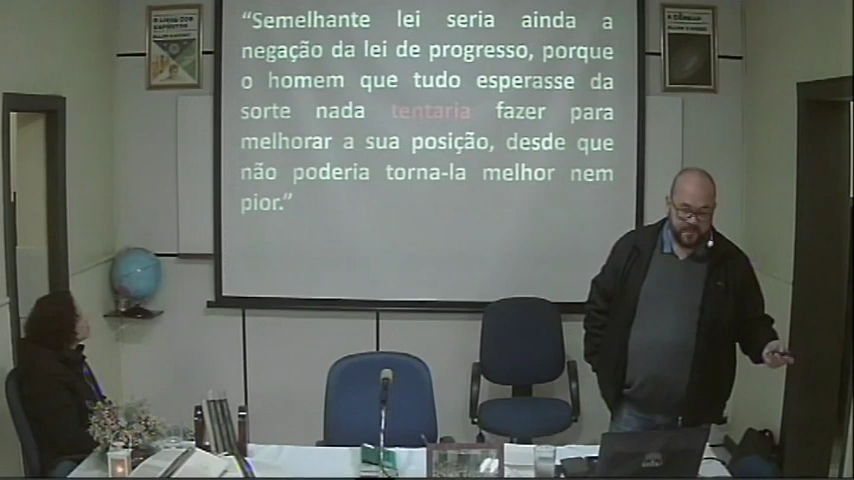 “Semelhante lei seria ainda a
negação da lei de progresso, porque
o homem que tudo esperasse da
sorte nada tentaria fazer para
melhorar a sua posição, desde que
não poderia torna-la melhor nem
pior.”